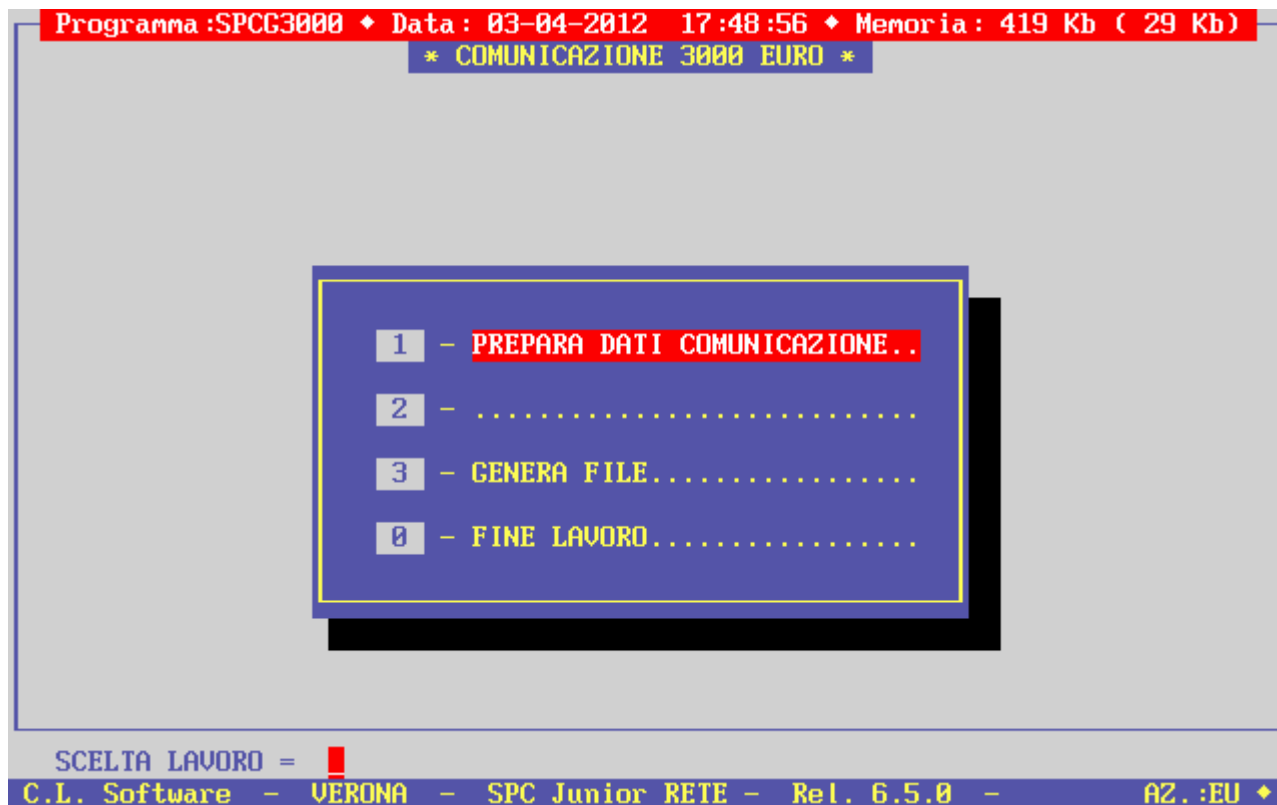 Programma:SPCG3000 ◆ Data: 03-04-2012 17:48:56 ◆ Memoria: 419 Kb ( 29 Kb)
* COMUNICAZIONE 3000 EURO *
1 - PREPARA DATI COMUNICAZIONE..
2 - ............................
3 - GENERA FILE.................
0 - FINE LAVORO.................
SCELTA LAVORO =
C.L. Software - VERONA - SPC Junior RETE - Rel. 6.5.0 - AZ.:EU ◆